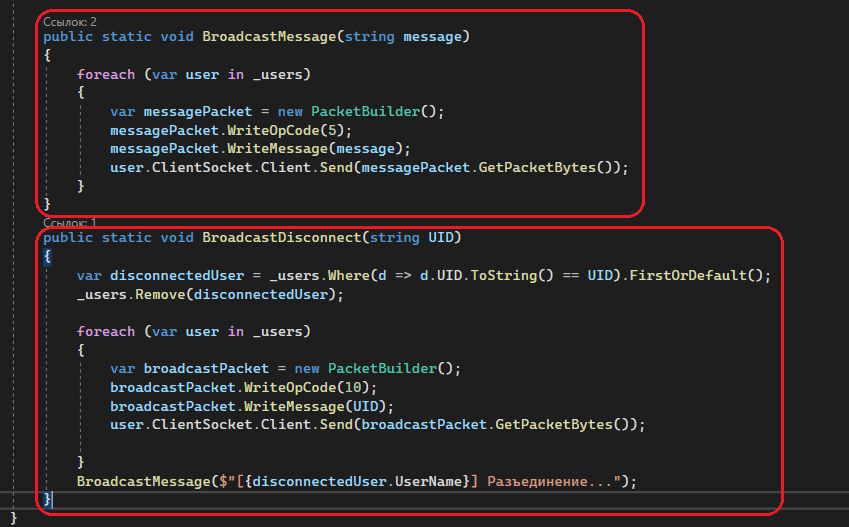 Ссылок: 2
public static void BroadcastMessage(string message)
{
foreach (var user in _users)
{
var messagePacket = new PacketBuilder();
messagePacket.WriteOpCode(5);
messagePacket.WriteMessage(message);
user.ClientSocket.Client.Send(messagePacket.GetPacketBytes());
}
}
Ссылок: 1
public static void BroadcastDisconnect(string UID)
{
var disconnectedUser = _users.Where(d => d.UID.ToString() == UID).FirstOrDefault();
_users.Remove(disconnectedUser);
foreach (var user in _users)
{
var broadcastPacket = new PacketBuilder();
broadcastPacket.WriteOpCode(10);
broadcastPacket.WriteMessage(UID);
user.ClientSocket.Client.Send(broadcastPacket.GetPacketBytes());
}
BroadcastMessage($"[{disconnectedUser.UserName}] Разъединение...");
}
}